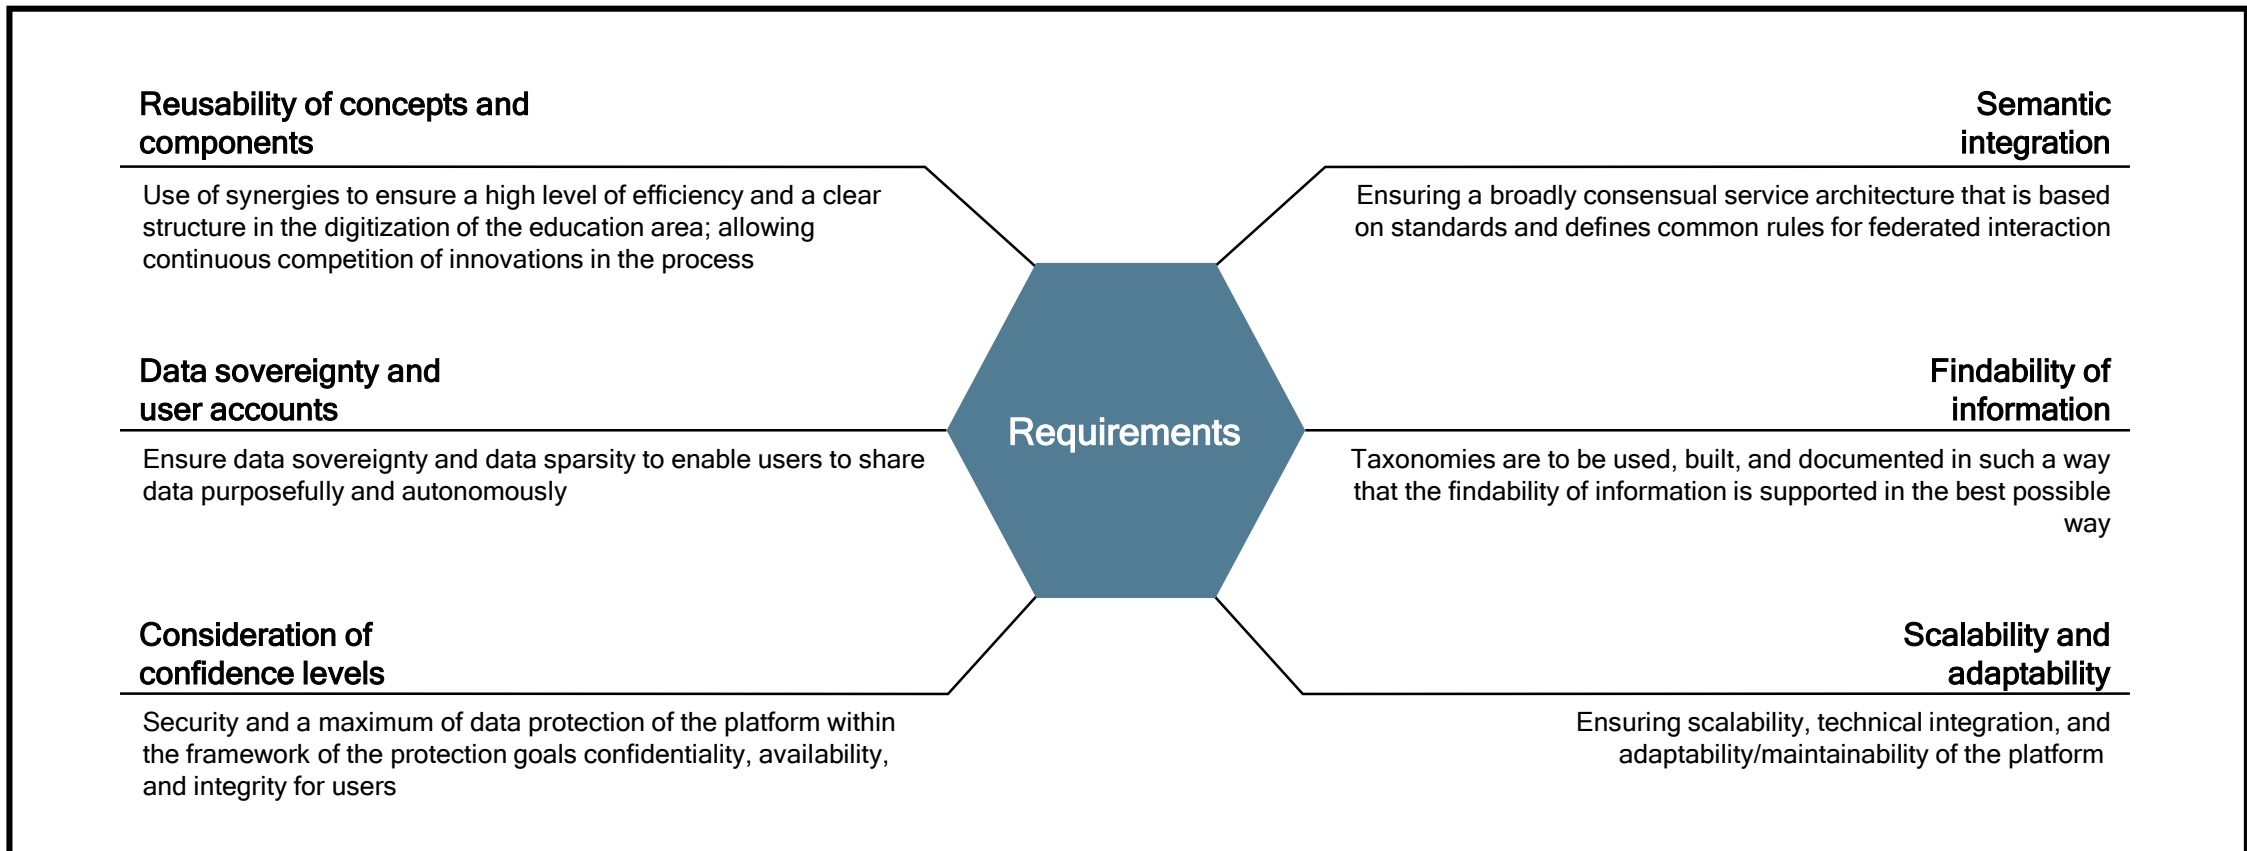 Reusability of concepts and
components
Use of synergies to ensure a high level of efficiency and a clear
structure in the digitization of the education area; allowing
continuous competition of innovations in the process
Data sovereignty and
user accounts
Ensure data sovereignty and data sparsity to enable users to share
data purposefully and autonomously
Consideration of
confidence levels
Security and a maximum of data protection of the platform within
the framework of the protection goals confidentiality, availability,
and integrity for users
Requirements
Semantic
integration
Ensuring a broadly consensual service architecture that is based
on standards and defines common rules for federated interaction
Findability of
information
Taxonomies are to be used, built, and documented in such a way
that the findability of information is supported in the best possible
way
Scalability and
adaptability
Ensuring scalability, technical integration, and
adaptability/maintainability of the platform